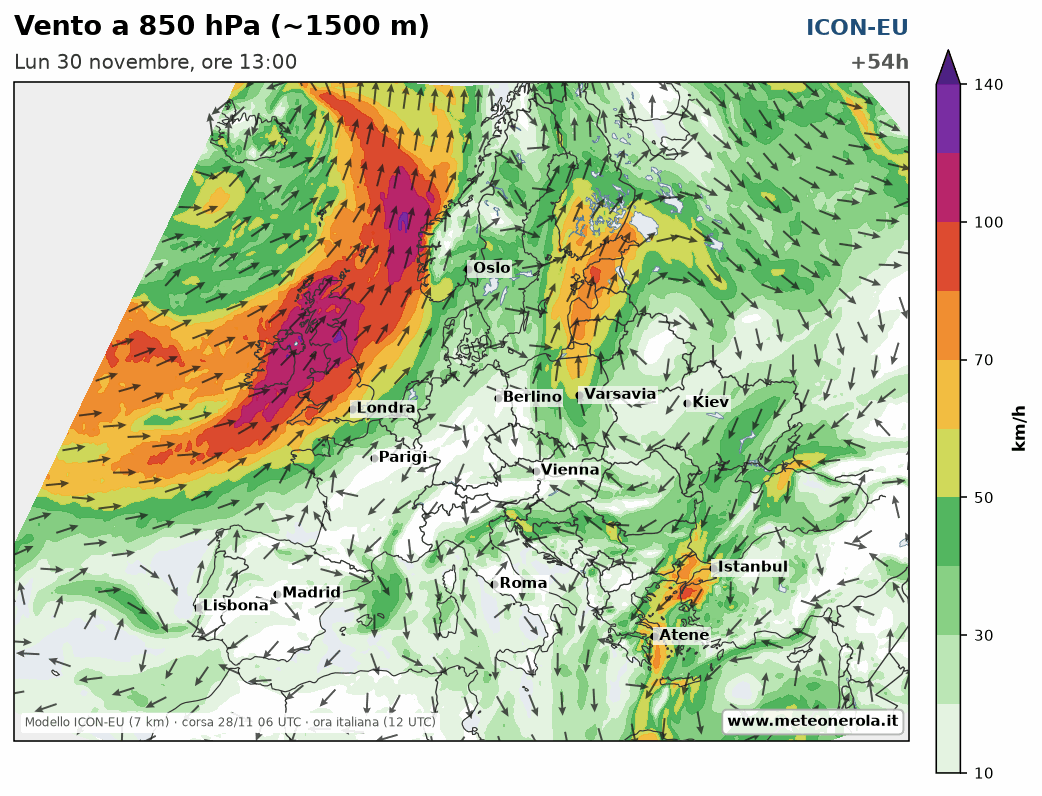 Vento a 850 hPa (~1500 m)
ICON-EU
Lun 30 novembre, ore 13:00
+54h
140
100
70
50
30
10
km/h
Oslo
Berlino
Varsavia
Kiev
Londra
Parigi
Vienna
Istanbul
Roma
Madrid
Lisbona
Atene
Modello ICON-EU (7 km) · corsa 28/11 06 UTC · ora italiana (12 UTC)
www.meteonerola.it